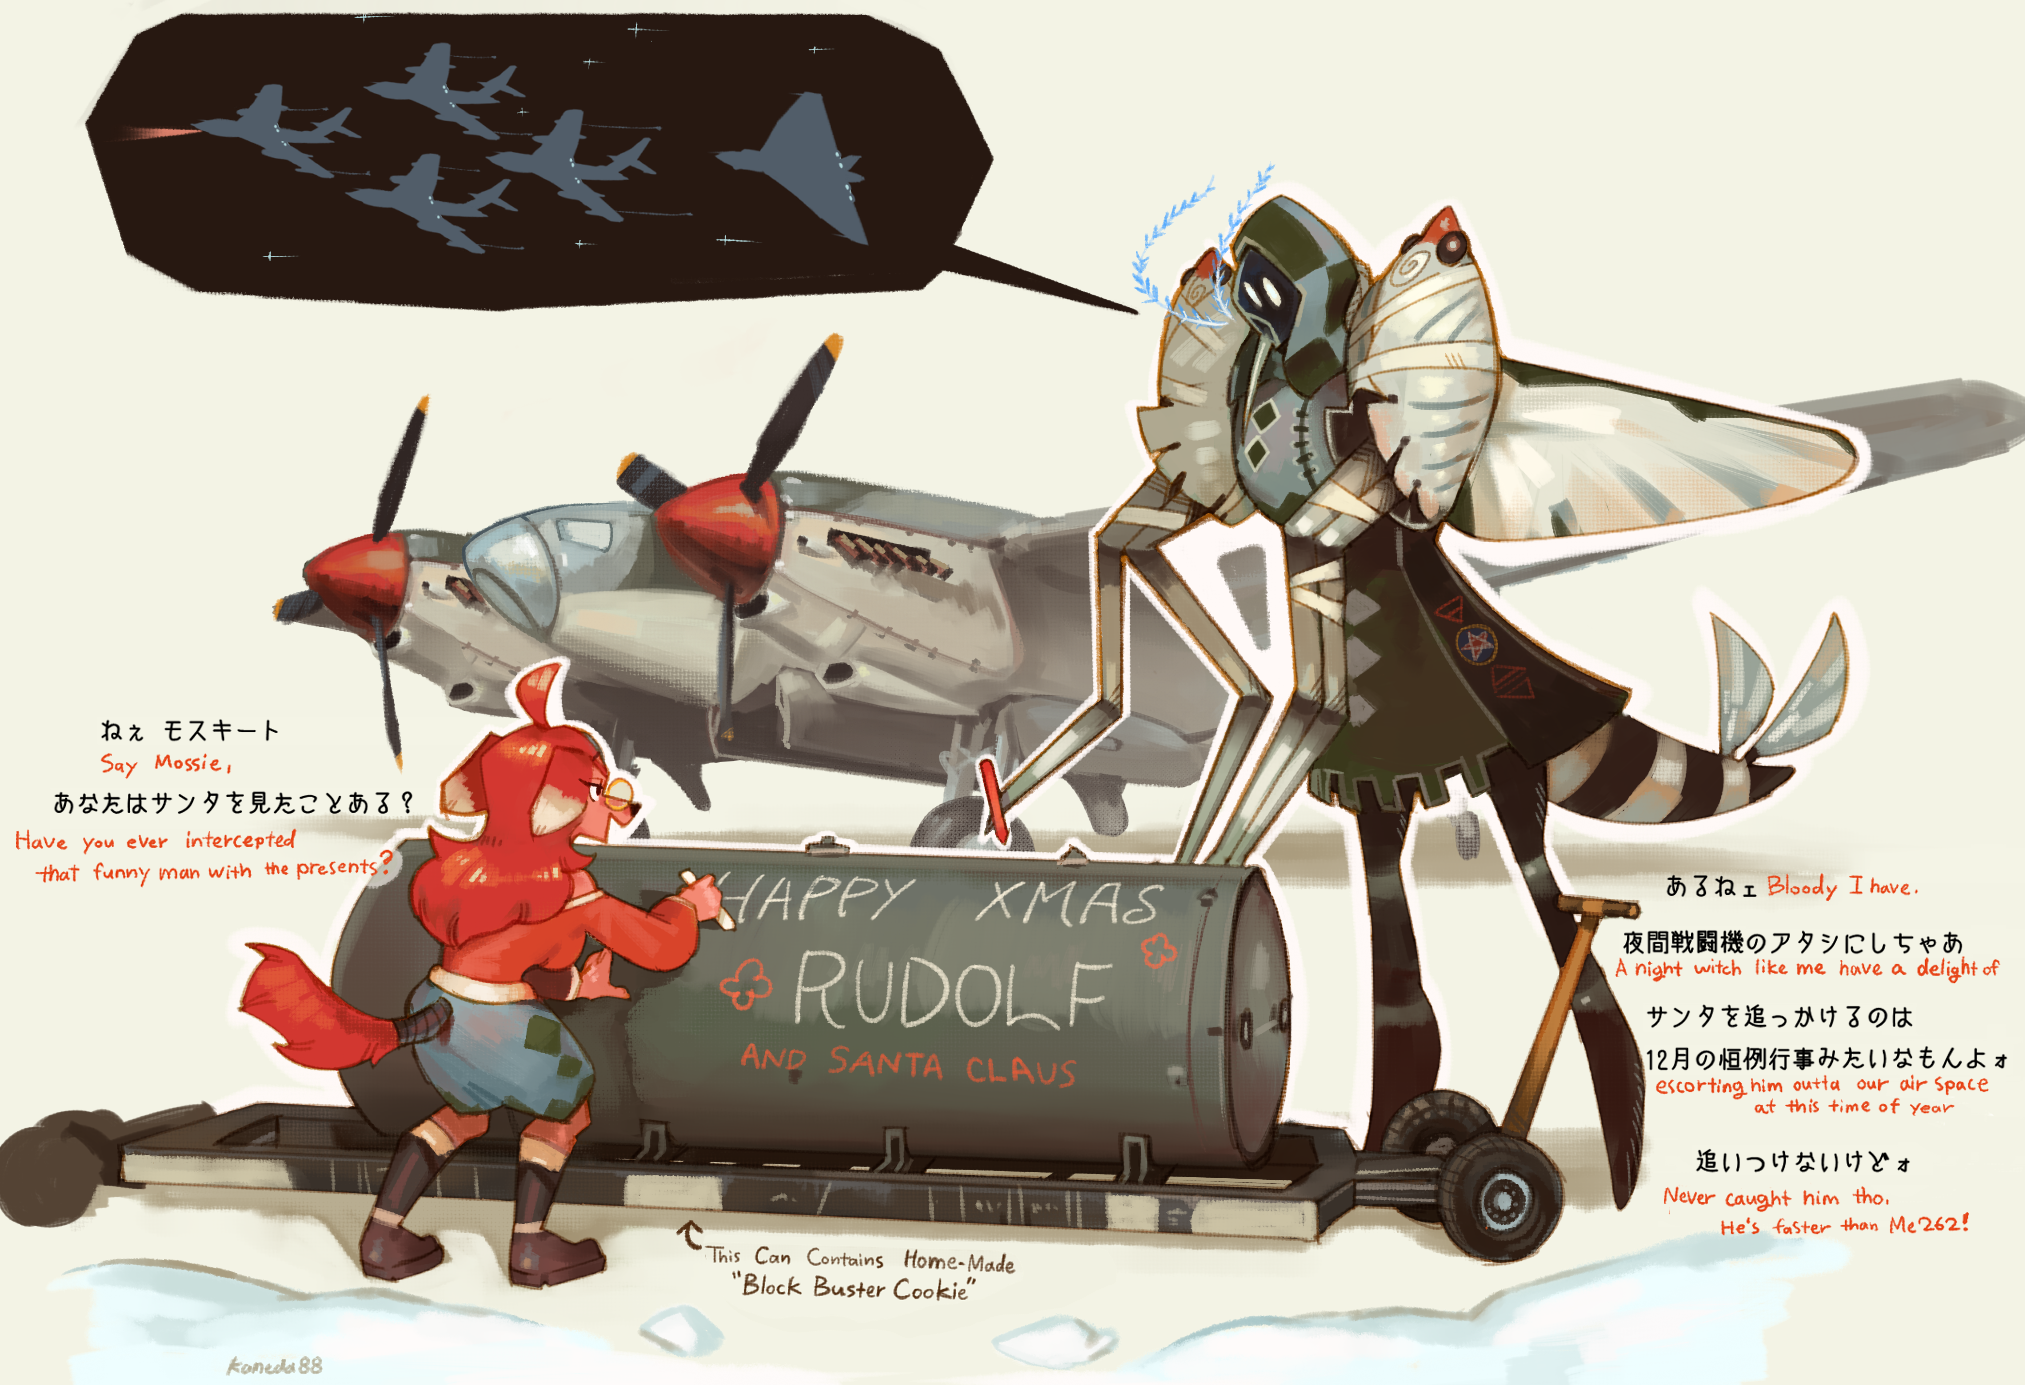 ねぇ モスキート
Say Mossie,
あなたはサンタを見たことある?
Have you ever intercepted
that funny man with the presents?
HAPPY XMAS
RUDOLF
AND SANTA CLAUS
This Can Contains Home-Made
"Block Buster Cookie"
あるねェ Bloody I have.
夜間戦闘機のアタシにしちゃあ
A night witch like me have a delight of
サンタを追っかけるのは
12月の恒例行事みたいなもんよォ
escorting him outta our air space
at this time of year
追いつけないけどォ
Never caught him tho.
He's faster than Me262!
Kameda88